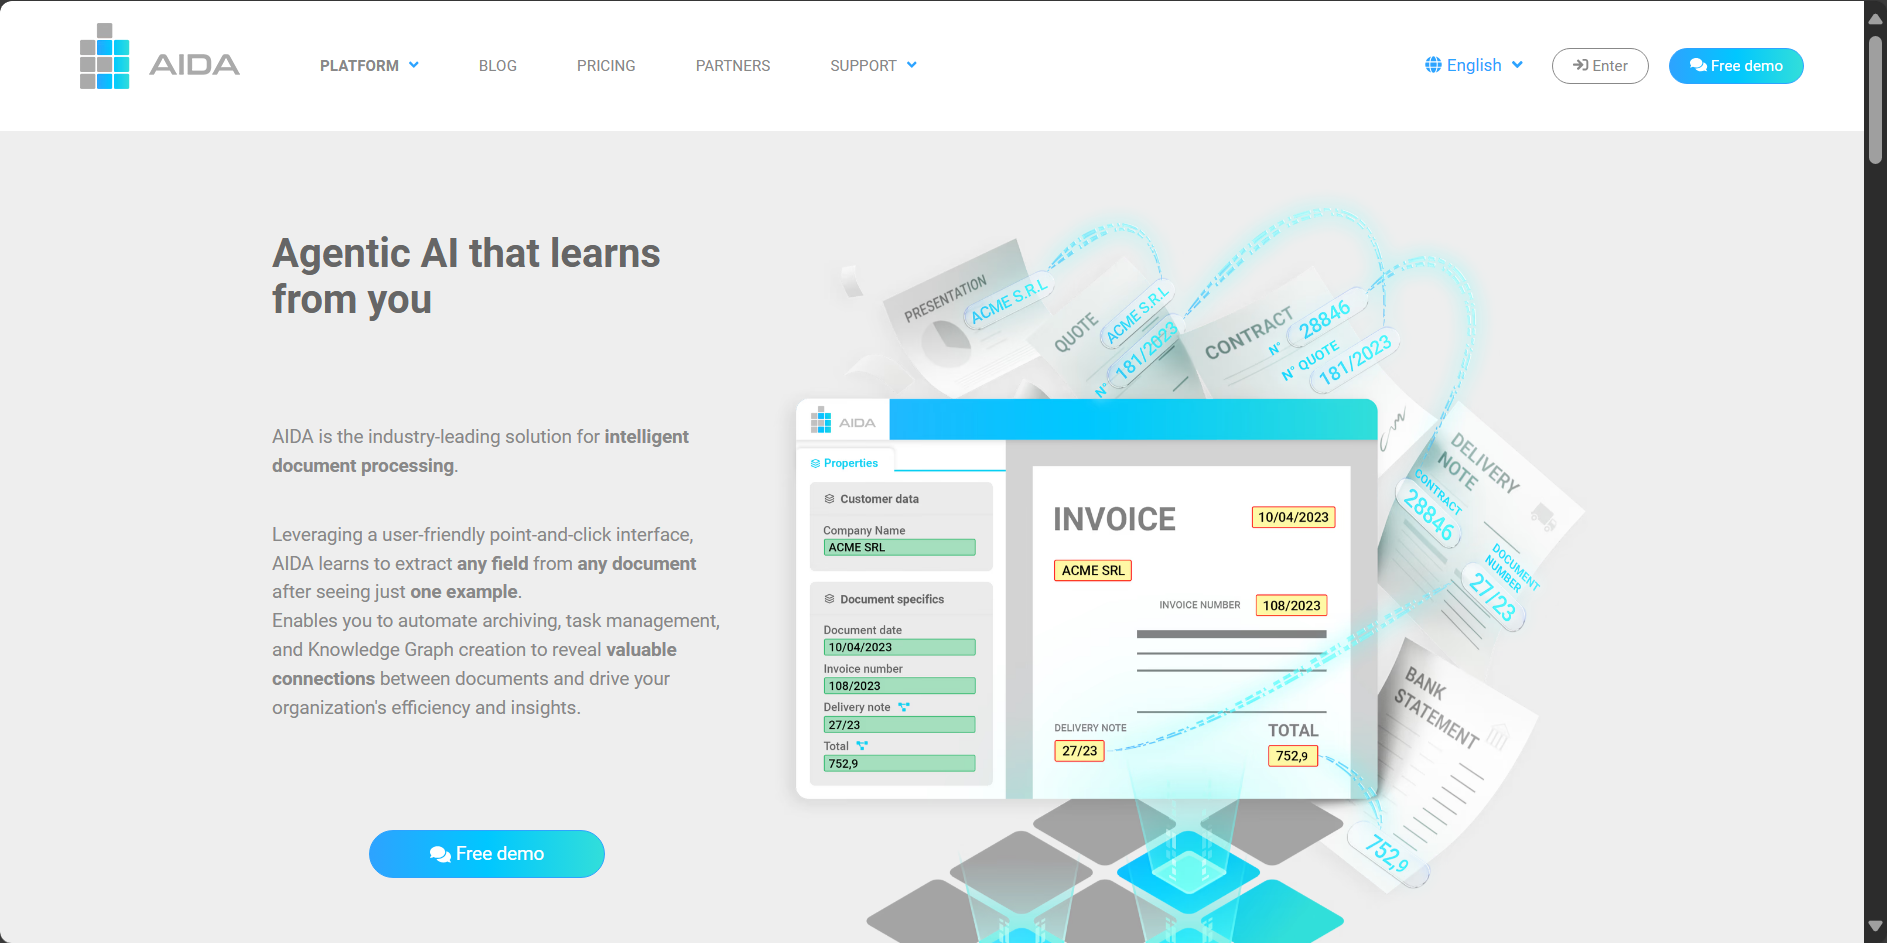 AIDA
PLATFORM
BLOG
PRICING
PARTNERS
SUPPORT
English
Enter
Free demo
Agentic AI that learns
from you
AIDA is the industry-leading solution for intelligent
document processing.
Leveraging a user-friendly point-and-click interface,
AIDA learns to extract any field from any document
after seeing just one example.
Enables you to automate archiving, task management,
and Knowledge Graph creation to reveal valuable
connections between documents and drive your
organization's efficiency and insights.
Free demo
PRESENTATION
ACME S.R.L
QUOTE
ACME S.R.L
N° 181/2023
CONTRACT
N° 28846
N° QUOTE
181/2023
DELIVERY
NOTE
CONTRACT
28846
DOCUMENT
NUMBER
27/23
BANK
STATEMENT
752,9
AIDA
Properties
Customer data
Company Name
ACME SRL
Document specifics
Document date
10/04/2023
Invoice number
108/2023
Delivery note
27/23
Total
752,9
INVOICE
10/04/2023
ACME SRL
INVOICE NUMBER
108/2023
DELIVERY NOTE
27/23
TOTAL
752,9